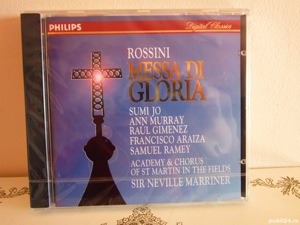 PHILIPS
Digital Classics
ROSSINI
MESSA DI
GLORIA
SUMI JO
ANN MURRAY
RAUL GIMENEZ
FRANCISCO ARAIZA
SAMUEL RAMEY
ACADEMY & CHORUS
OF ST MARTIN IN THE FIELDS
SIR NEVILLE MARRINER